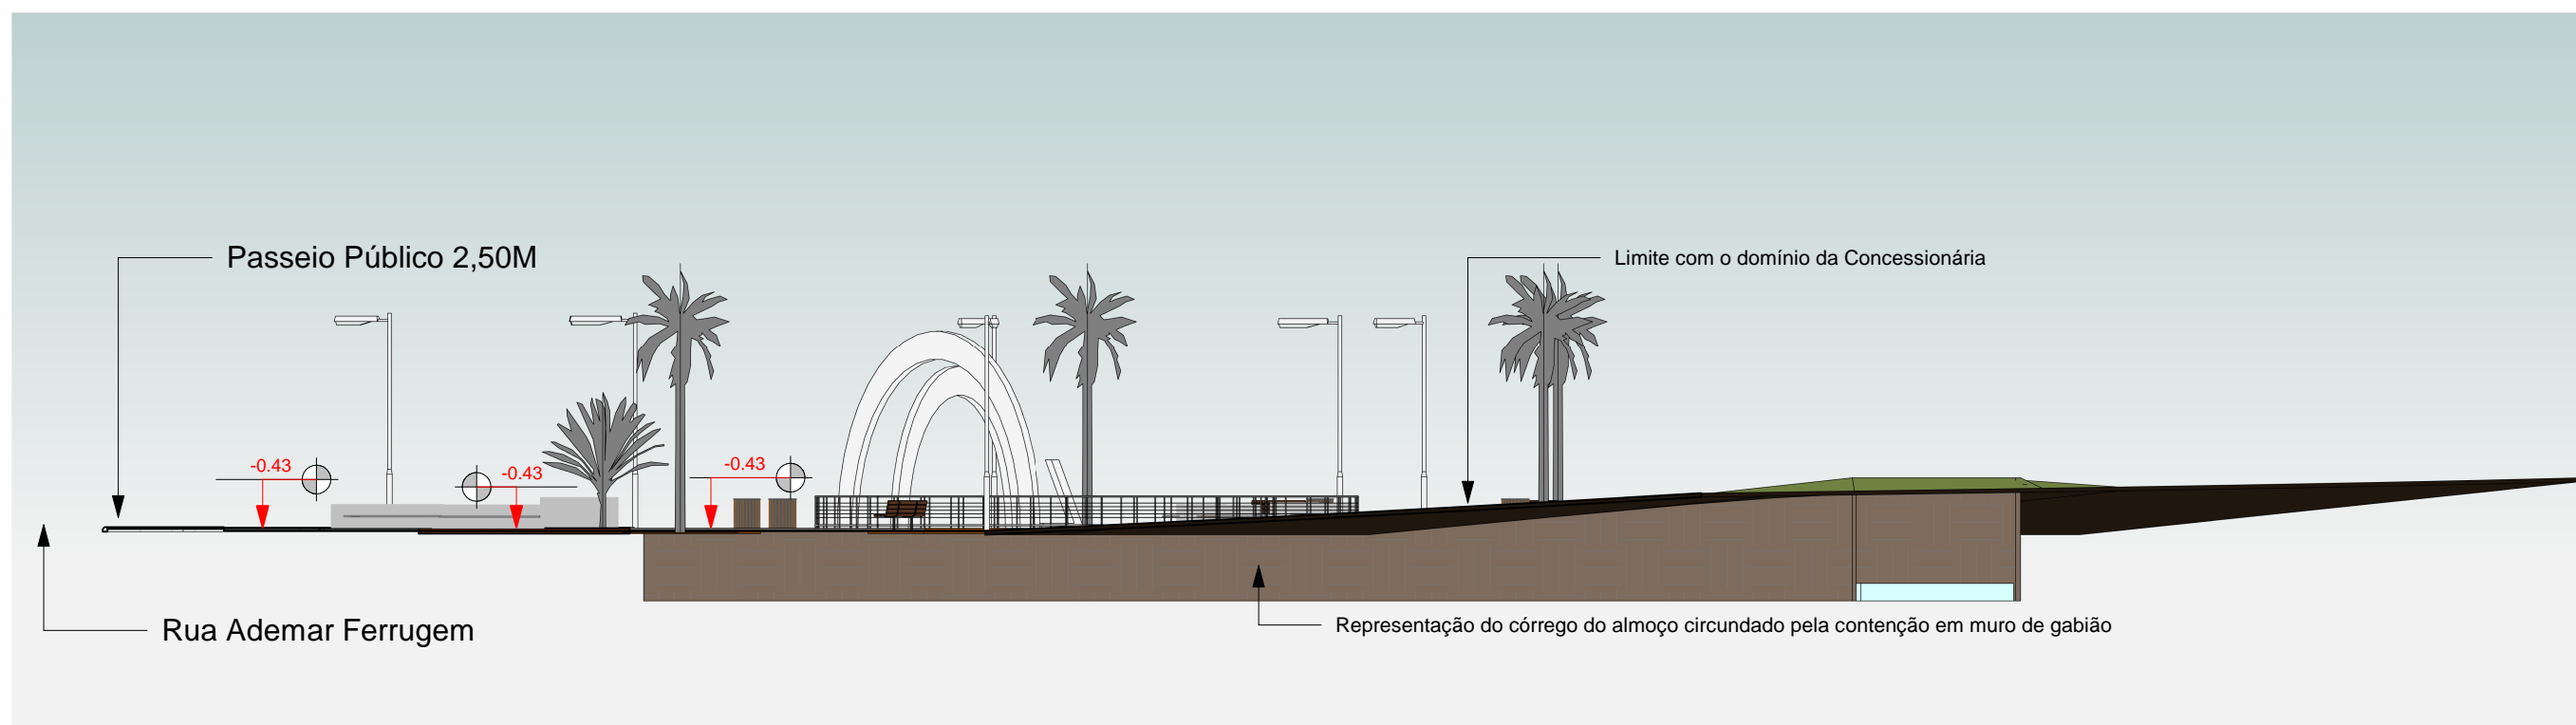 Passeio Público 2,50M
Limite com o domínio da Concessionária
-0.43
-0.43
-0.43
Rua Ademar Ferrugem
Representação do córrego do almoço circundado pela contenção em muro de gabião